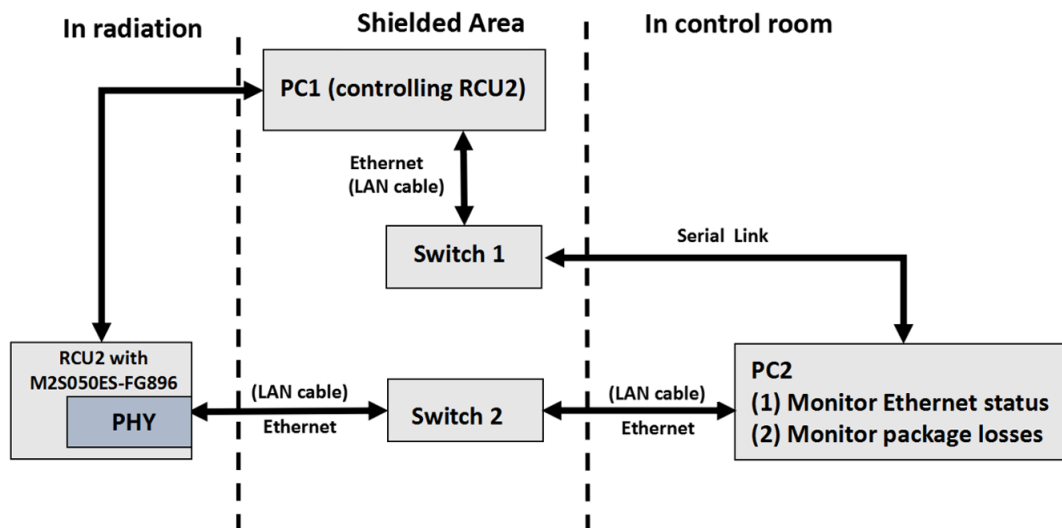 In radiation
Shielded Area
In control room
PC1 (controlling RCU2)
Ethernet
(LAN cable)
Switch 1
Serial Link
RCU2 with
M2S050ES-FG896
PHY
(LAN cable)
Ethernet
Switch 2
(LAN cable)
Ethernet
PC2
(1) Monitor Ethernet status
(2) Monitor package losses